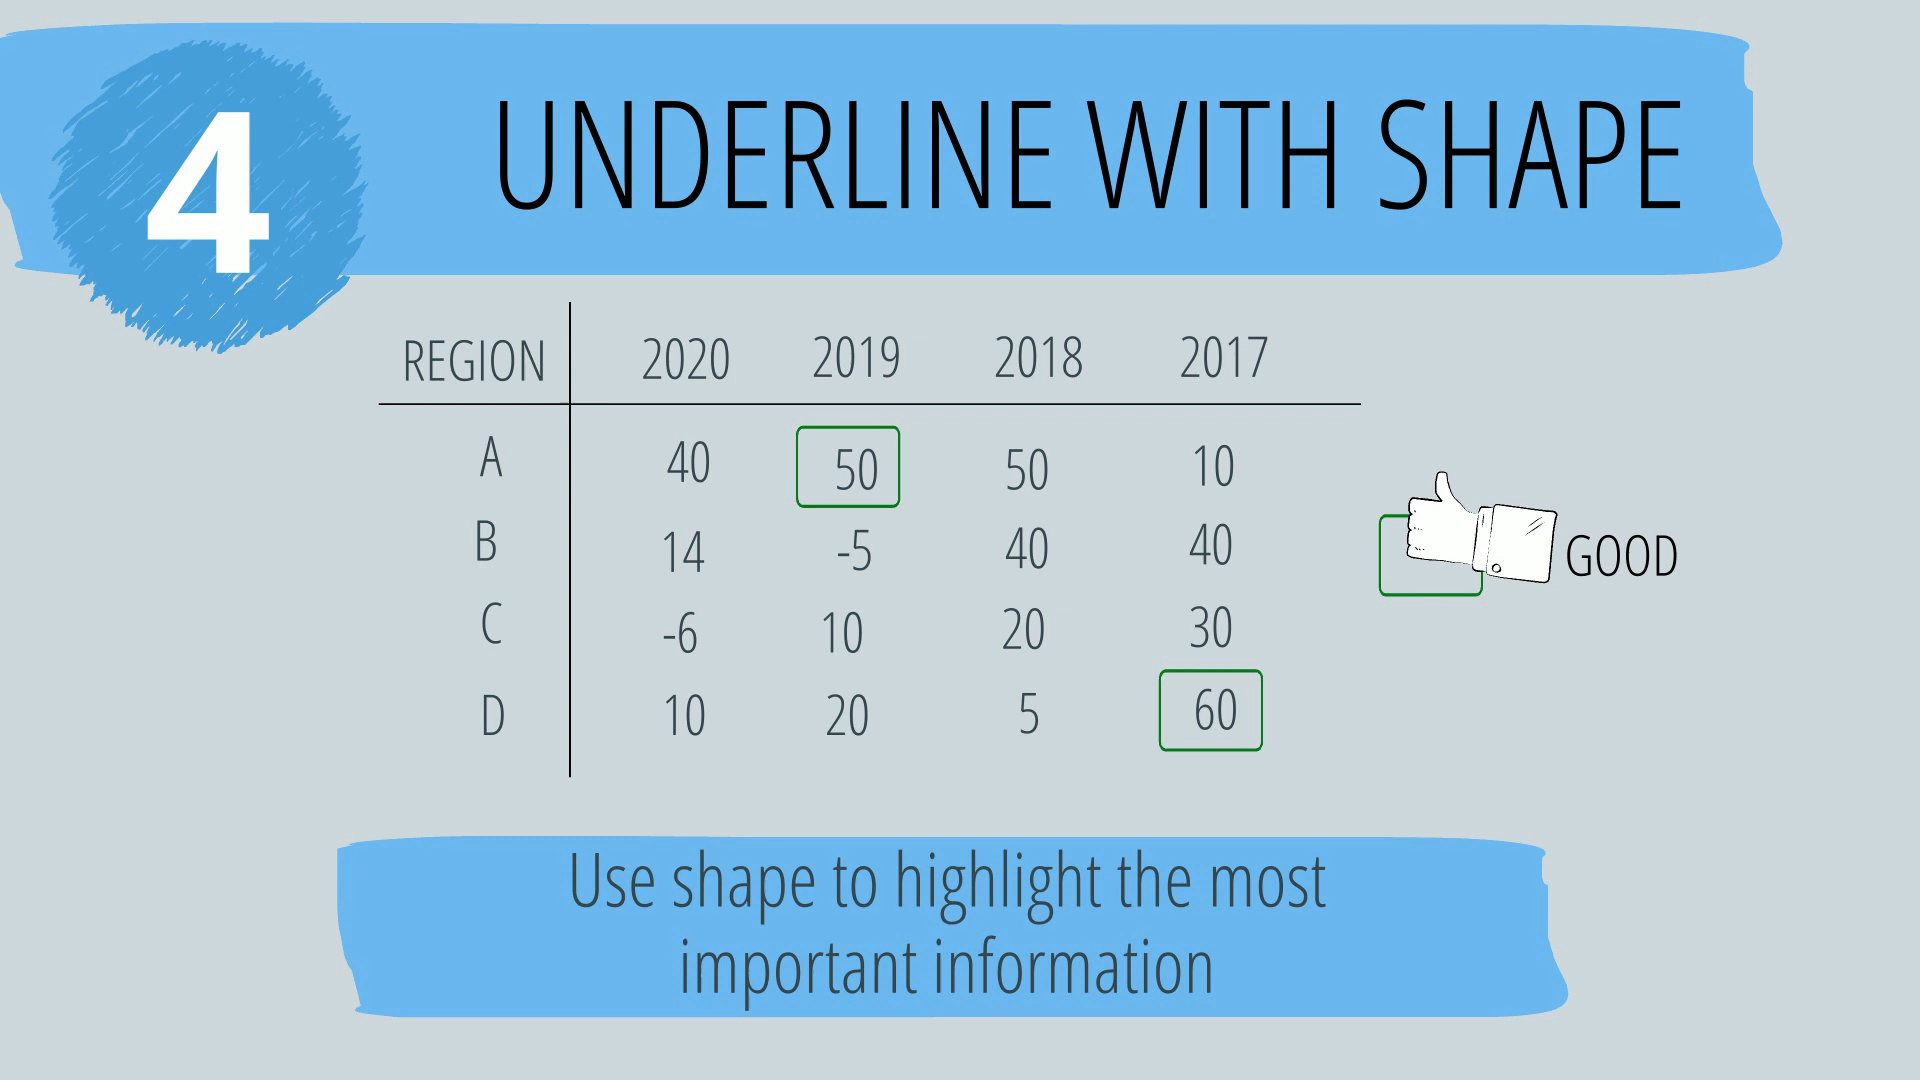 4
UNDERLINE WITH SHAPE
REGION 2020 2019 2018 2017
A 40 50 50 10
B 14 -5 40 40
C -6 10 20 30
D 10 20 5 60
GOOD
Use shape to highlight the most
important information